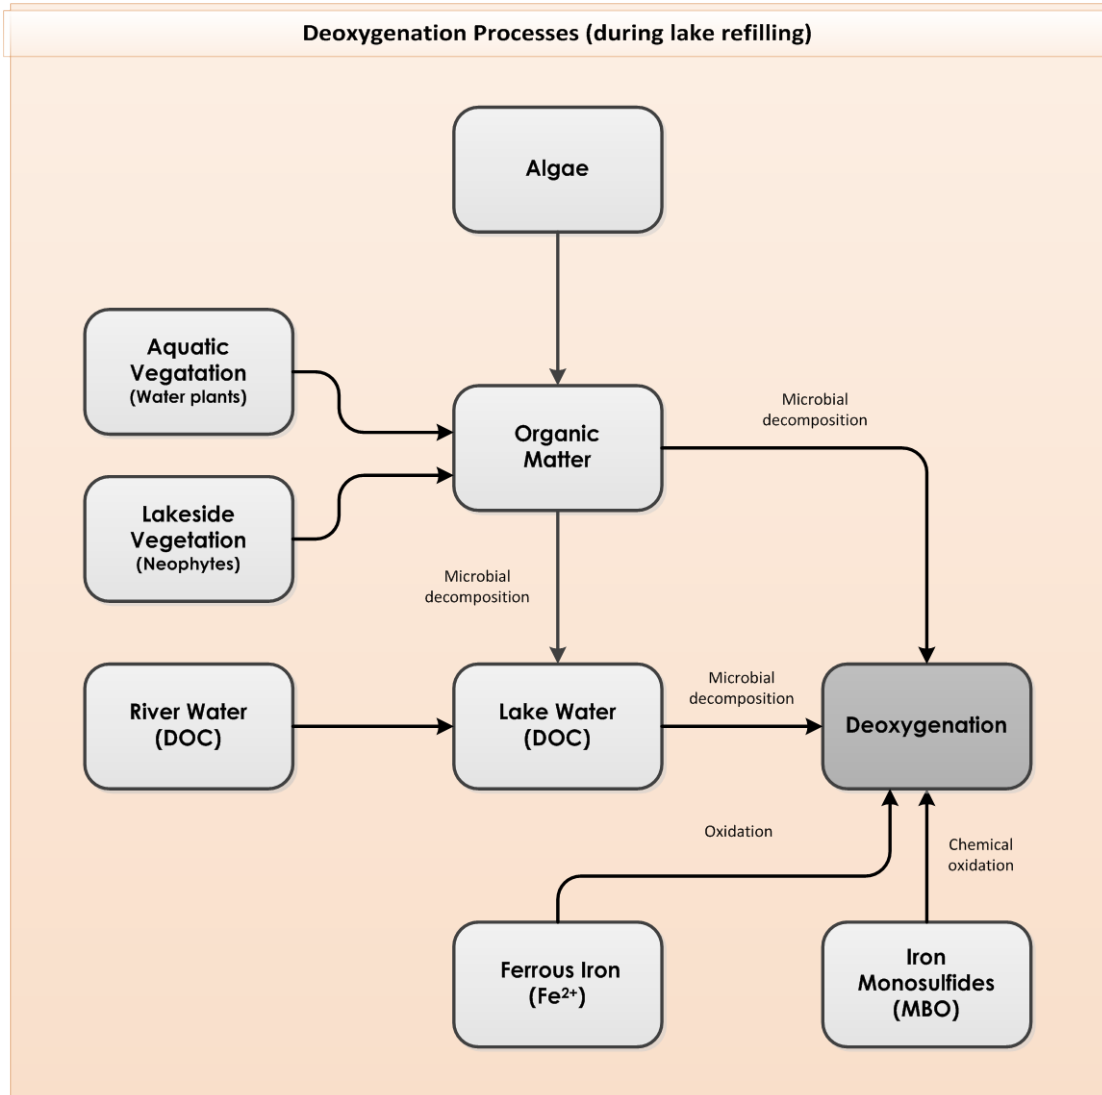 Deoxygenation Processes (during lake refilling)
Algae
Aquatic
Vegatation
(Water plants)
Organic
Matter
Microbial
decomposition
Lakeside
Vegetation
(Neophytes)
Microbial
decomposition
River Water
(DOC)
Lake Water
(DOC)
Microbial
decomposition
Deoxygenation
Oxidation
Chemical
oxidation
Ferrous Iron
(Fe²⁺)
Iron
Monosulfides
(MBO)